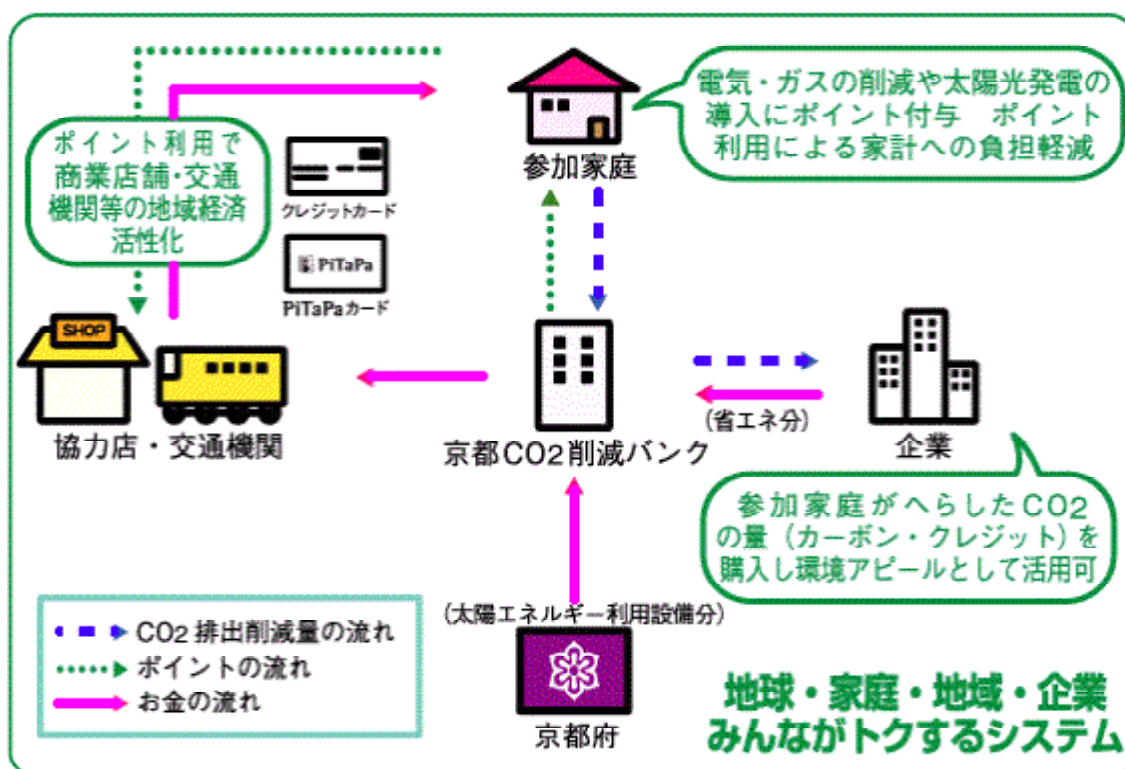 電気・ガスの削減や太陽光発電の
導入にポイント付与　ポイント
利用による家計への負担軽減
参加家庭
ポイント利用で
商業店舗・交通
機関等の地域経済
活性化
クレジットカード
PiTaPa
PiTaPaカード
SHOP
協力店・交通機関
京都CO2削減バンク
(省エネ分)
企業
参加家庭がへらしたCO2
の量（カーボン・クレジット）を
購入し環境アピールとして活用可
(太陽エネルギー利用設備分)
京都府
CO2排出削減量の流れ
ポイントの流れ
お金の流れ
地球・家庭・地域・企業
みんながトクするシステム